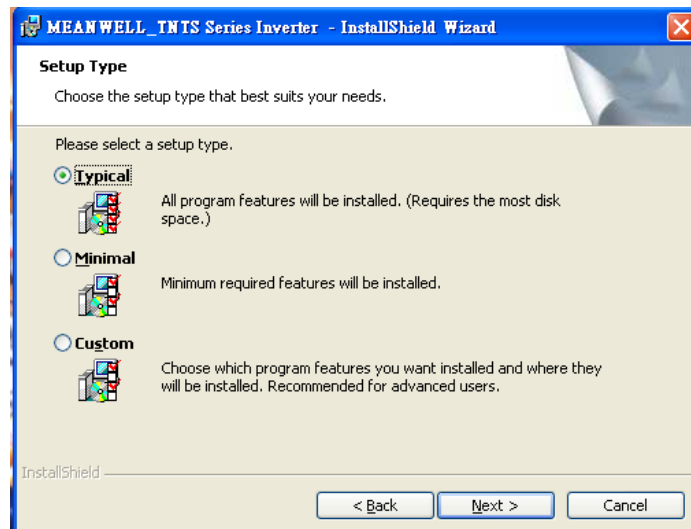 MEANWELL_TNTS Series Inverter - InstallShield Wizard
Setup Type
Choose the setup type that best suits your needs.
Please select a setup type.
Typical
All program features will be installed. (Requires the most disk
space.)
Minimal
Minimum required features will be installed.
Custom
Choose which program features you want installed and where they
will be installed. Recommended for advanced users.
InstallShield
< Back
Next >
Cancel